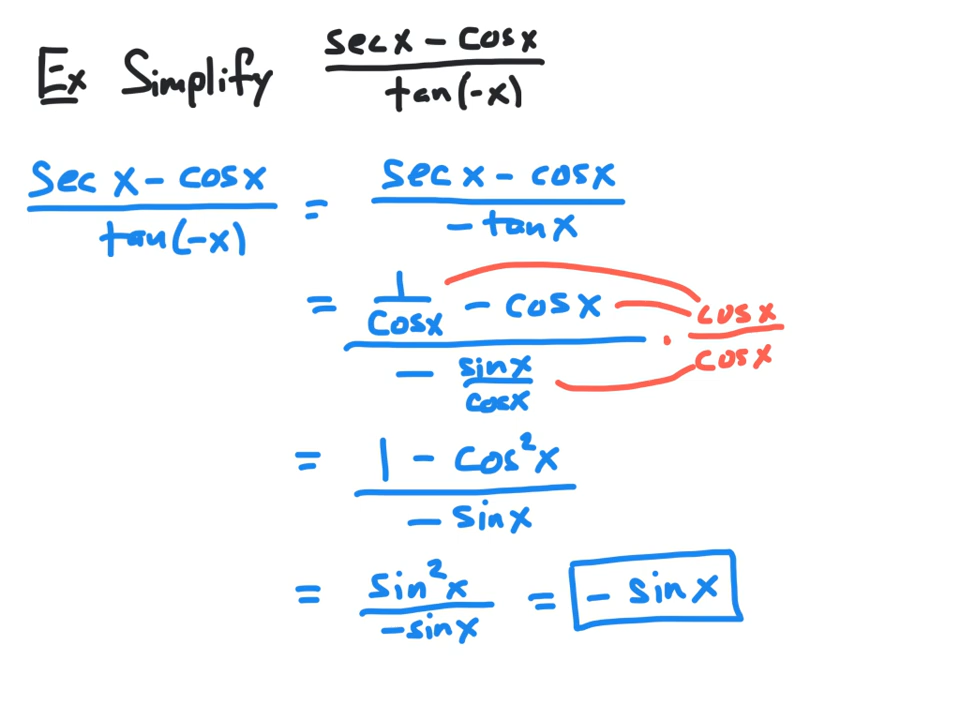 Ex Simplify (sec x - cos x) / (tan(-x))
(sec x - cos x) / (tan(-x)) = (sec x - cos x) / (- tan x)
= (1/cos x - cos x) / (- sin x/cos x) · cos x / cos x
= (1 - cos²x) / (- sin x)
= sin²x / (-sin x) = - sin x